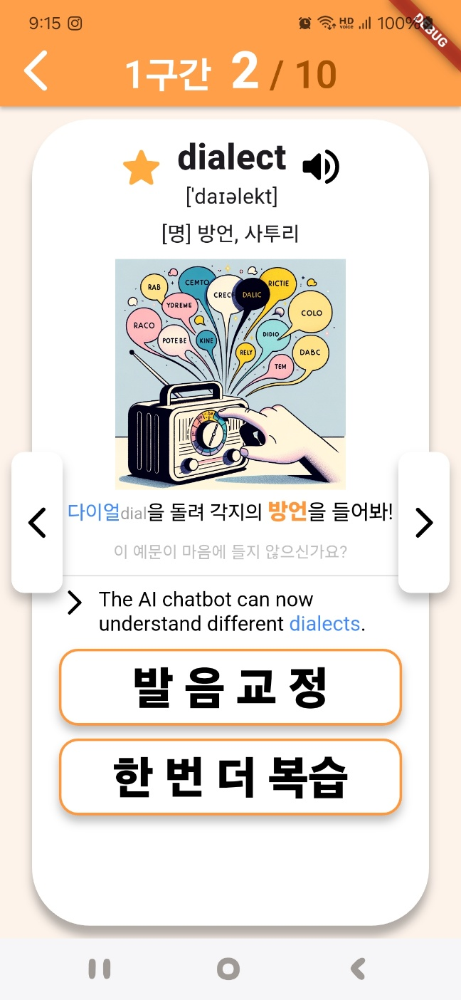 9:15 HD voice 100%
DEBUG
1구간 2 / 10
dialect
[ˈdaɪəlekt]
[명] 방언, 사투리
RAB CEMTO CRECF DALIC RICTIE
YDREME COLO
RACO DIDIO
POTEBE KINE RELY DABC
TEM
다이얼dial을 돌려 각지의 방언을 들어봐!
이 예문이 마음에 들지 않으신가요?
The AI chatbot can now
understand different dialects.
발음교정
한번더복습